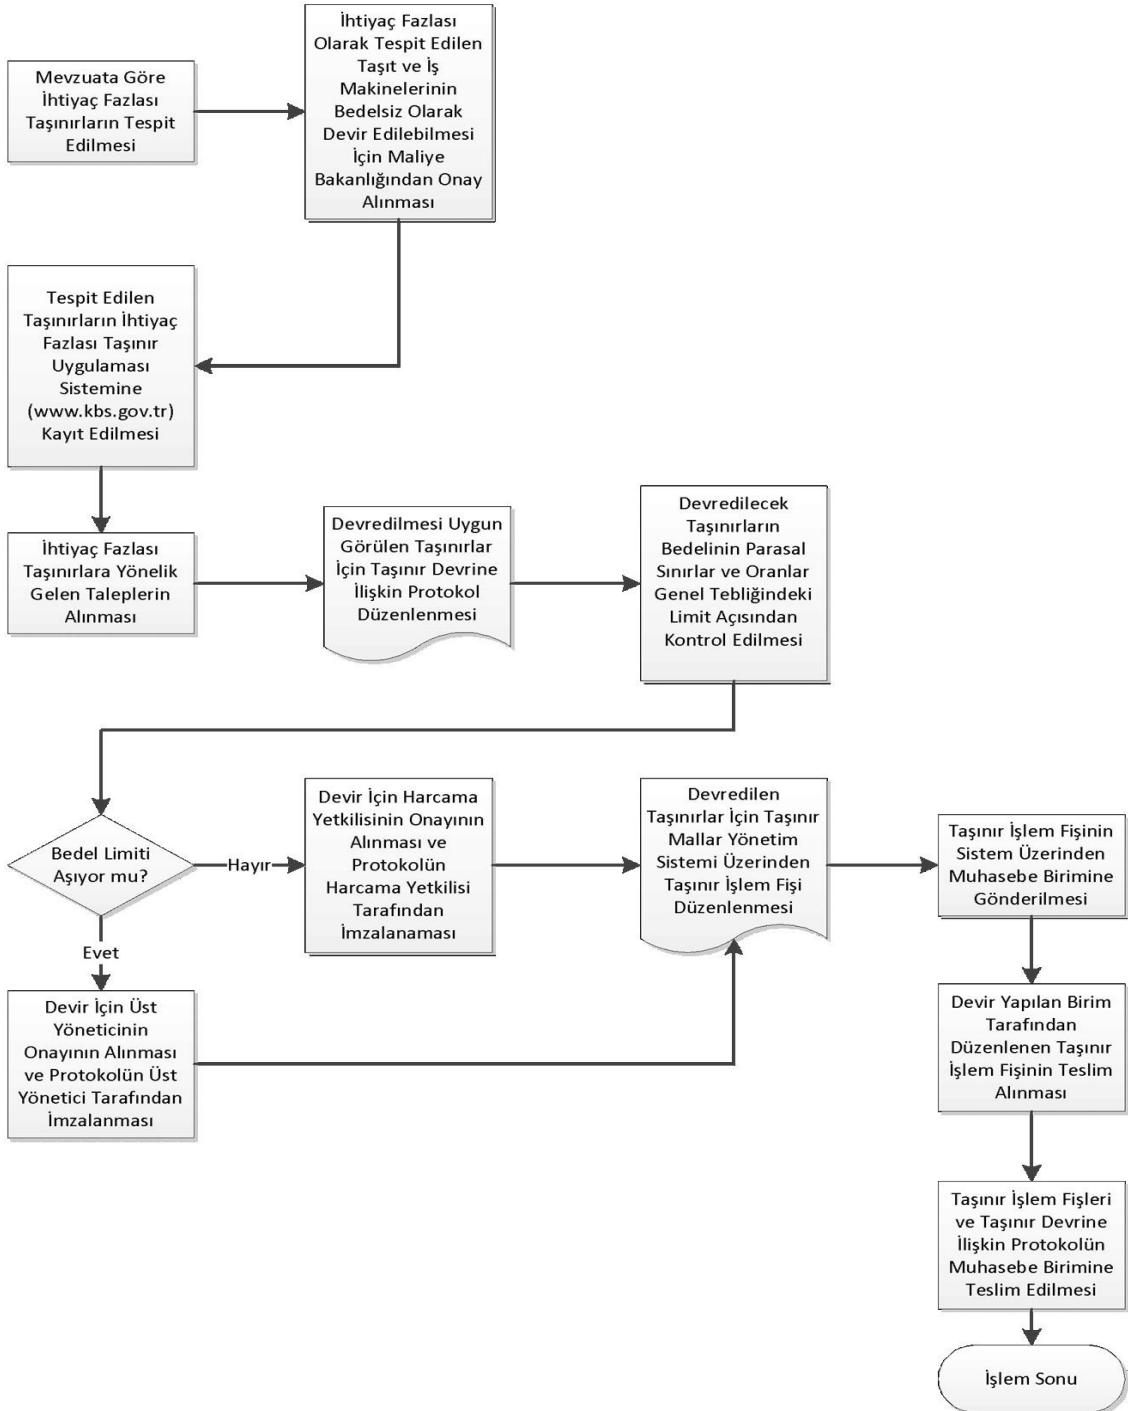 Mevzuata Göre
İhtiyaç Fazlası
Taşınırların Tespit
Edilmesi
İhtiyaç Fazlası
Olarak Tespit Edilen
Taşıt ve İş
Makinelerinin
Bedelsiz Olarak
Devir Edilebilmesi
İçin Maliye
Bakanlığından Onay
Alınması
Tespit Edilen
Taşınırların İhtiyaç
Fazlası Taşınır
Uygulaması
Sistemine
(www.kbs.gov.tr)
Kayıt Edilmesi
İhtiyaç Fazlası
Taşınırlara Yönelik
Gelen Taleplerin
Alınması
Devredilmesi Uygun
Görülen Taşınırlar
İçin Taşınır Devrine
İlişkin Protokol
Düzenlenmesi
Devredilecek
Taşınırların
Bedelinin Parasal
Sınırlar ve Oranlar
Genel Tebliğindeki
Limit Açısından
Kontrol Edilmesi
Bedel Limiti
Aşıyor mu?
Hayır
Evet
Devir İçin Harcama
Yetkilisinin Onayının
Alınması ve
Protokolün
Harcama Yetkilisi
Tarafından
İmzalanaması
Devir İçin Üst
Yöneticinin
Onayının Alınması
ve Protokolün Üst
Yönetici Tarafından
İmzalanması
Devredilen
Taşınırlar İçin Taşınır
Mallar Yönetim
Sistemi Üzerinden
Taşınır İşlem Fişi
Düzenlenmesi
Taşınır İşlem Fişinin
Sistem Üzerinden
Muhasebe Birimine
Gönderilmesi
Devir Yapılan Birim
Tarafından
Düzenlenen Taşınır
İşlem Fişinin Teslim
Alınması
Taşınır İşlem Fişleri
ve Taşınır Devrine
İlişkin Protokolün
Muhasebe Birimine
Teslim Edilmesi
İşlem Sonu